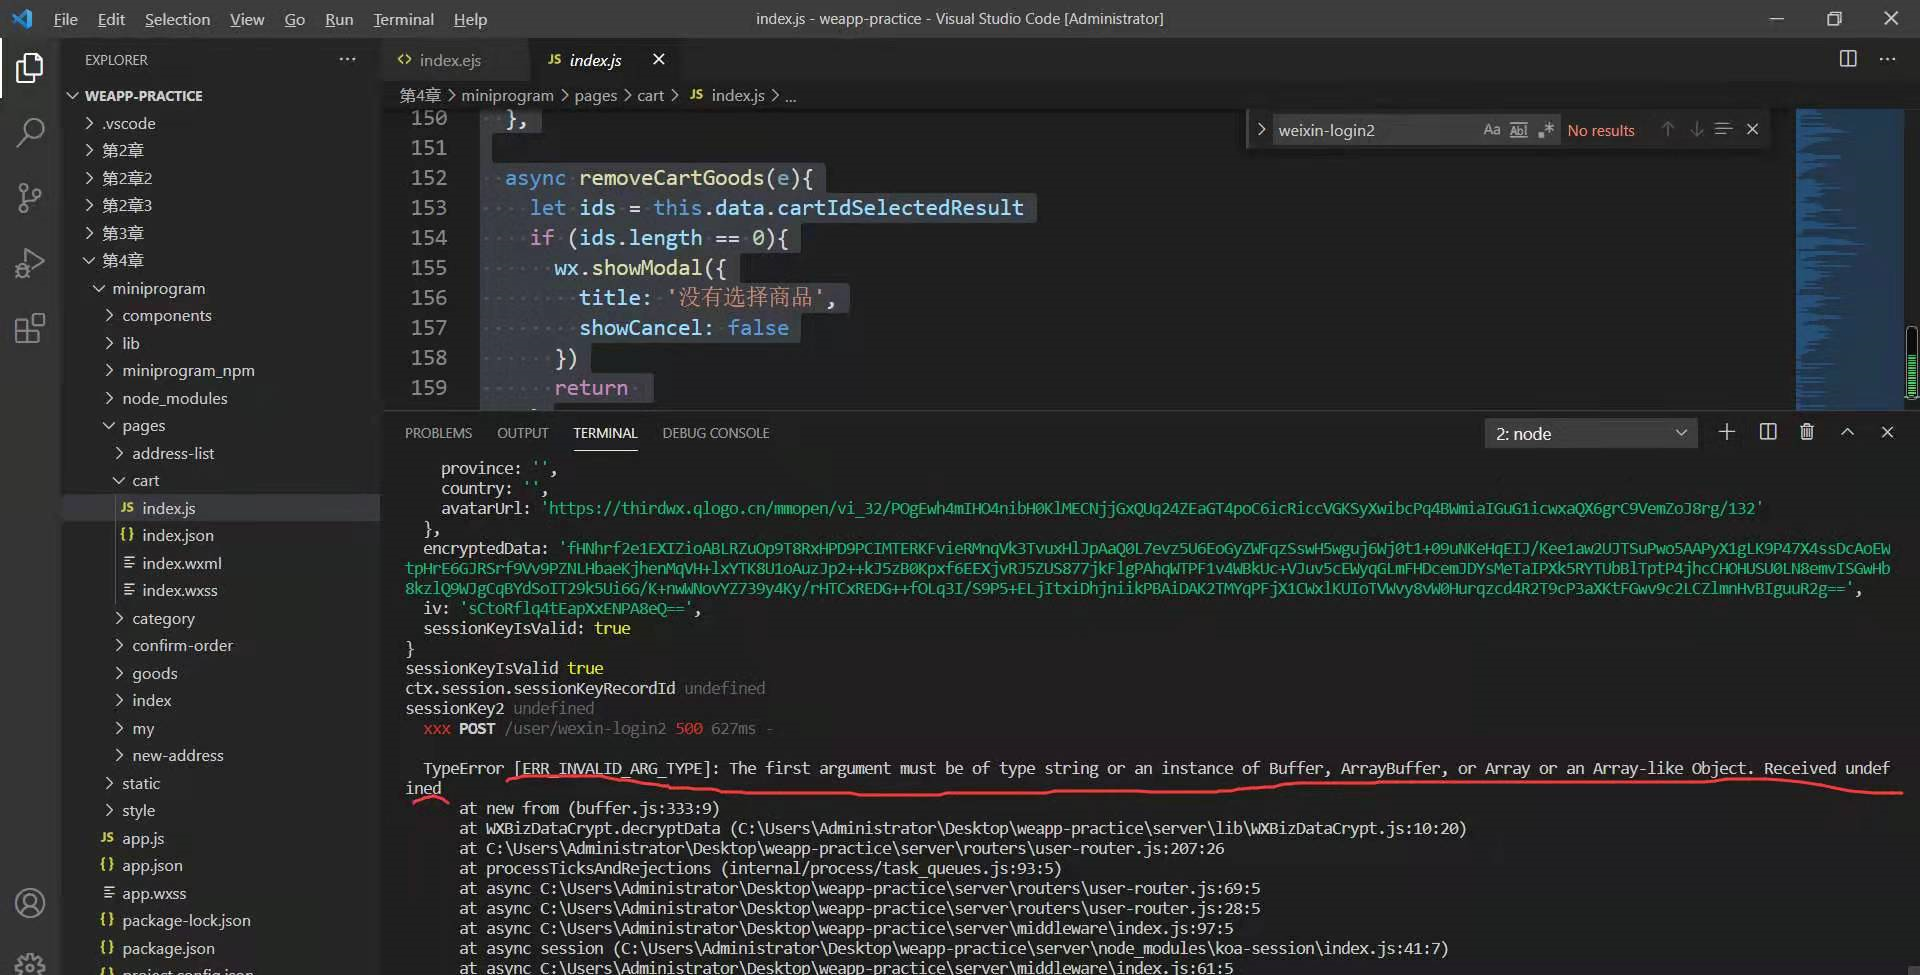 File Edit Selection View Go Run Terminal Help
index.js - weapp-practice - Visual Studio Code [Administrator]
EXPLORER
WEAPP-PRACTICE
.vscode
第2章
第2章2
第2章3
第3章
第4章
miniprogram
components
lib
miniprogram_npm
node_modules
pages
address-list
cart
JS index.js
{} index.json
index.wxml
index.wxss
category
confirm-order
goods
index
my
new-address
static
style
JS app.js
{} app.json
app.wxss
{} package-lock.json
{} package.json
{} project.config.json
<> index.ejs
JS index.js
第4章 > miniprogram > pages > cart > JS index.js > ...
weixin-login2
Aa Abl .*
No results
150 },
151
152 async removeCartGoods(e){
153 let ids = this.data.cartIdSelectedResult
154 if (ids.length == 0){
155 wx.showModal({
156 title: '没有选择商品',
157 showCancel: false
158 })
159 return
PROBLEMS OUTPUT TERMINAL DEBUG CONSOLE
2: node
province: '',
country: '',
avatarUrl: 'https://thirdwx.qlogo.cn/mmopen/vi_32/POgEwh4mIHO4nibH0KlMECNjjGxQUq24ZEaGT4poC6icRiccVGKSyXwibcPq4BWmiaIGuG1icwxaQX6grC9VemZoJ8rg/132'
},
encryptedData: 'fHNhrf2e1EXIZioABLRZuOp9T8RxHPD9PCIMTERKFvieRMnqVk3TvuxHlJpAaQ0L7evz5U6EoGyZWFqzSswH5wguj6Wj0t1+09uNKeHqEIJ/Kee1aw2UJTSuPwo5AAPyX1gLK9P47X4ssDcAoEW
tpHrE6GJRSrf9Vv9PZNLHbaeKjhenMqVH+lxYTK8U1oAuzJp2++kJ5zB0Kpxf6EEXjvRJ5ZUS877jkFlgPAhqWTPF1v4WBkUc+VJuv5cEWyqGLmFHDcemJDYsMeTaIPXk5RYTUbBlTptP4jhcCHOHUSU0LN8emvISGwHb
8kzlQ9WJgCqBYdSoIT29k5Ui6G/K+nwWNovYZ739y4Ky/rHTCxREDG++fOLq3I/S9P5+ELjItxiDhjniikPBAiDAK2TMYqPFjX1CWxlKUIoTVWvy8vW0Hurqzcd4R2T9cP3aXKtFGwv9c2LCZlmnHvBIguuR2g==',
iv: 'sCtoRflq4tEapXxENPA8eQ==',
sessionKeyIsValid: true
}
sessionKeyIsValid true
ctx.session.sessionKeyRecordId undefined
sessionKey2 undefined
xxx POST /user/wexin-login2 500 627ms -
TypeError [ERR_INVALID_ARG_TYPE]: The first argument must be of type string or an instance of Buffer, ArrayBuffer, or Array or an Array-like Object. Received undef
ined
at new from (buffer.js:333:9)
at WXBizDataCrypt.decryptData (C:\Users\Administrator\Desktop\weapp-practice\server\lib\WXBizDataCrypt.js:10:20)
at C:\Users\Administrator\Desktop\weapp-practice\server\routers\user-router.js:207:26
at processTicksAndRejections (internal/process/task_queues.js:93:5)
at async C:\Users\Administrator\Desktop\weapp-practice\server\routers\user-router.js:69:5
at async C:\Users\Administrator\Desktop\weapp-practice\server\routers\user-router.js:28:5
at async C:\Users\Administrator\Desktop\weapp-practice\server\middleware\index.js:97:5
at async session (C:\Users\Administrator\Desktop\weapp-practice\server\node_modules\koa-session\index.js:41:7)
at async C:\Users\Administrator\Desktop\weapp-practice\server\middleware\index.js:61:5